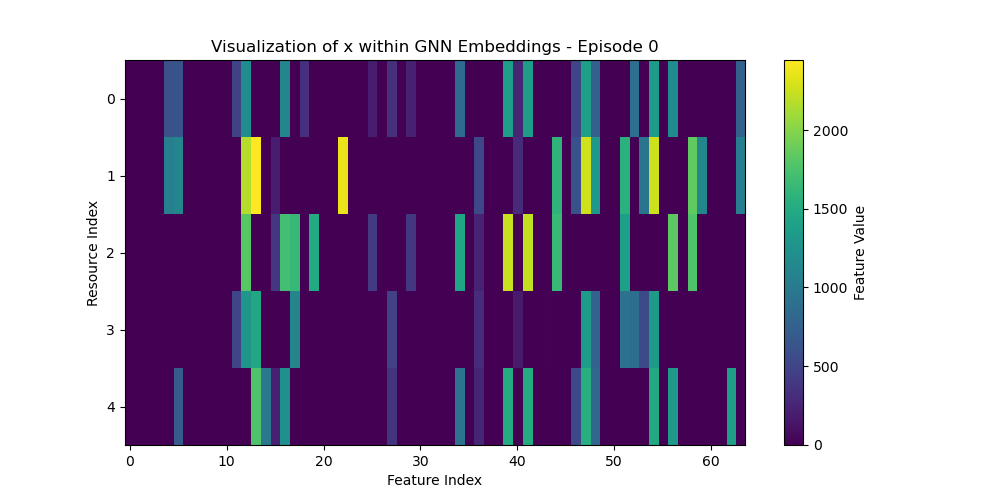 Visualization of x within GNN Embeddings - Episode 0
Resource Index
0
1
2
3
4
0 10 20 30 40 50 60
Feature Index
2000
1500
1000
500
0
Feature Value